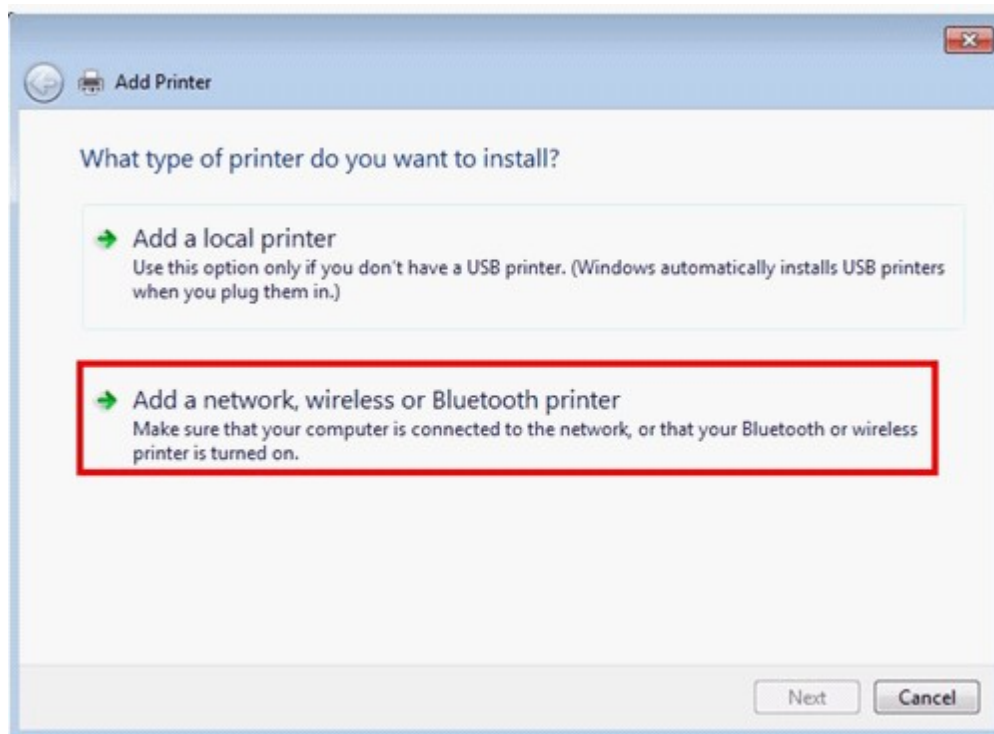 Add Printer
What type of printer do you want to install?
Add a local printer
Use this option only if you don't have a USB printer. (Windows automatically installs USB printers
when you plug them in.)
Add a network, wireless or Bluetooth printer
Make sure that your computer is connected to the network, or that your Bluetooth or wireless
printer is turned on.
Next Cancel